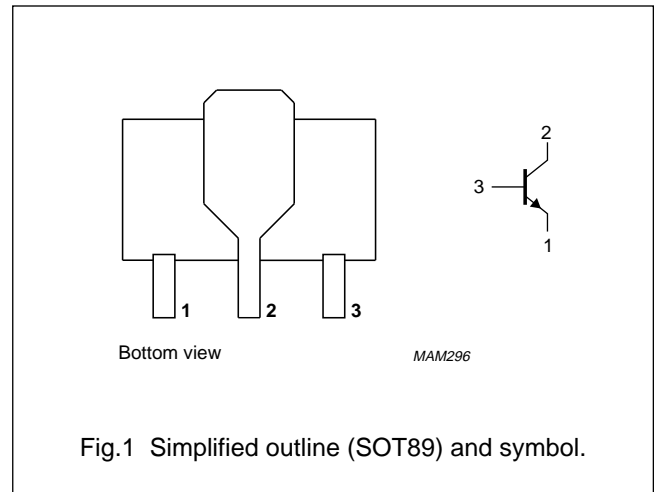 2
3
1
1 2 3
Bottom view
MAM296
Fig.1 Simplified outline (SOT89) and symbol.